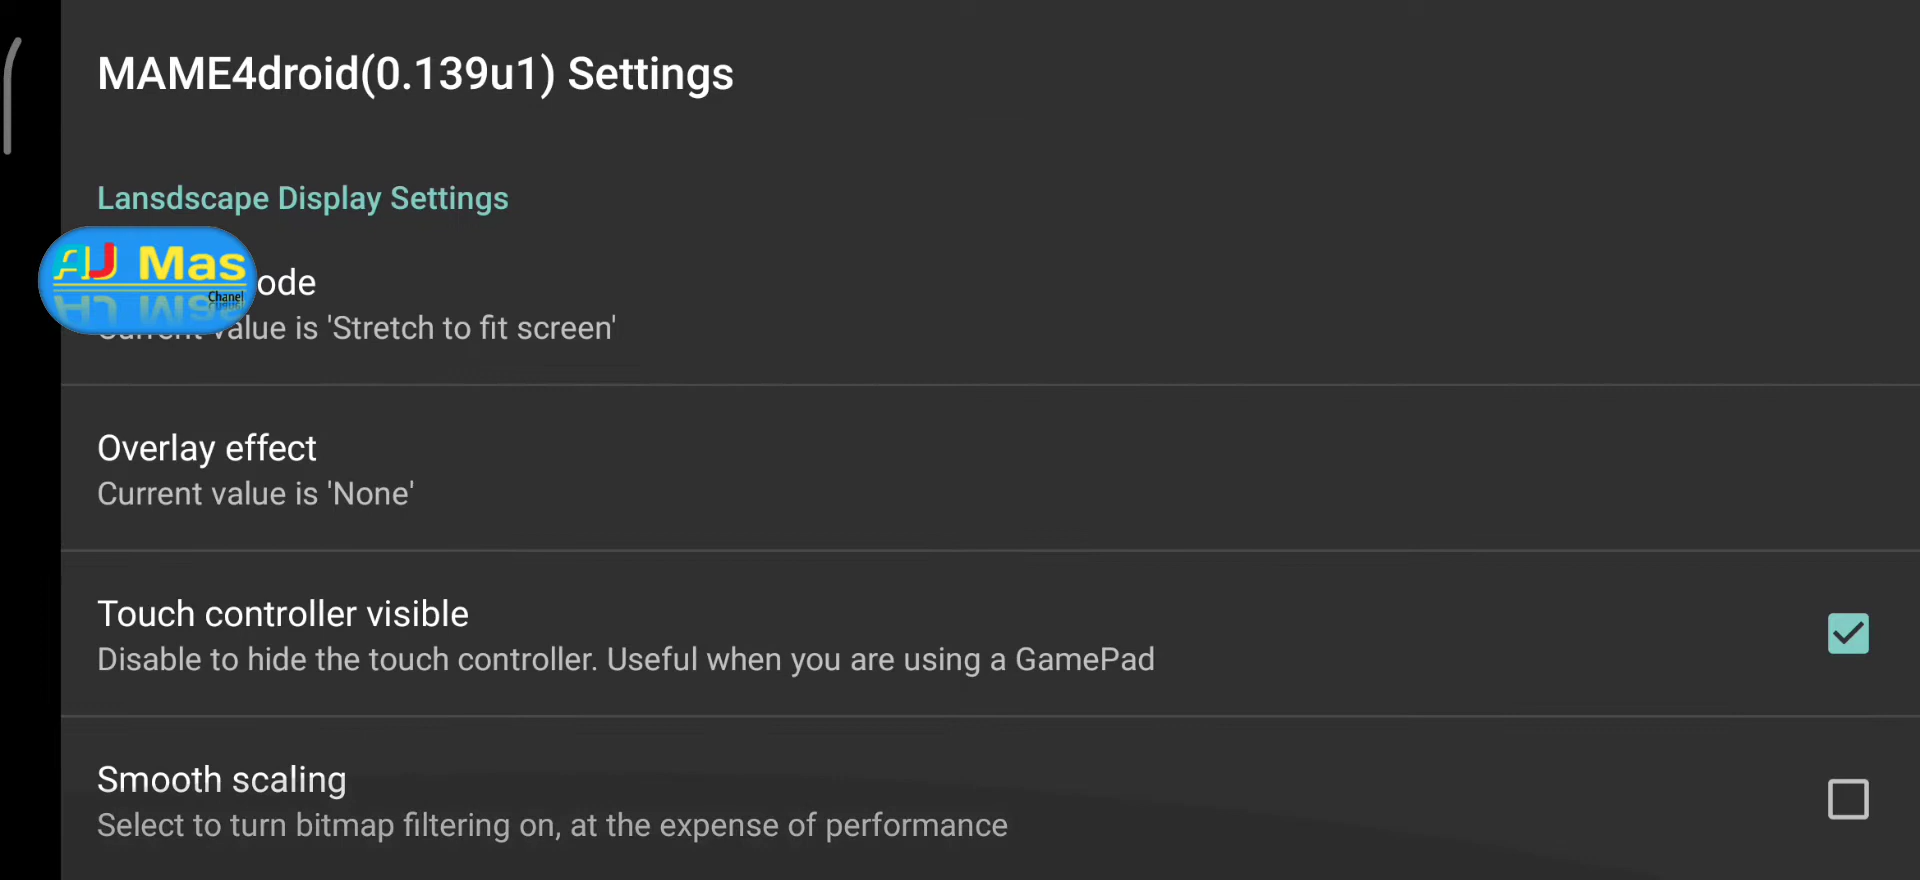 MAME4droid(0.139u1) Settings
Lansdscape Display Settings
Mas
Chanel
ode
Current value is 'Stretch to fit screen'
Overlay effect
Current value is 'None'
Touch controller visible
Disable to hide the touch controller. Useful when you are using a GamePad
Smooth scaling
Select to turn bitmap filtering on, at the expense of performance